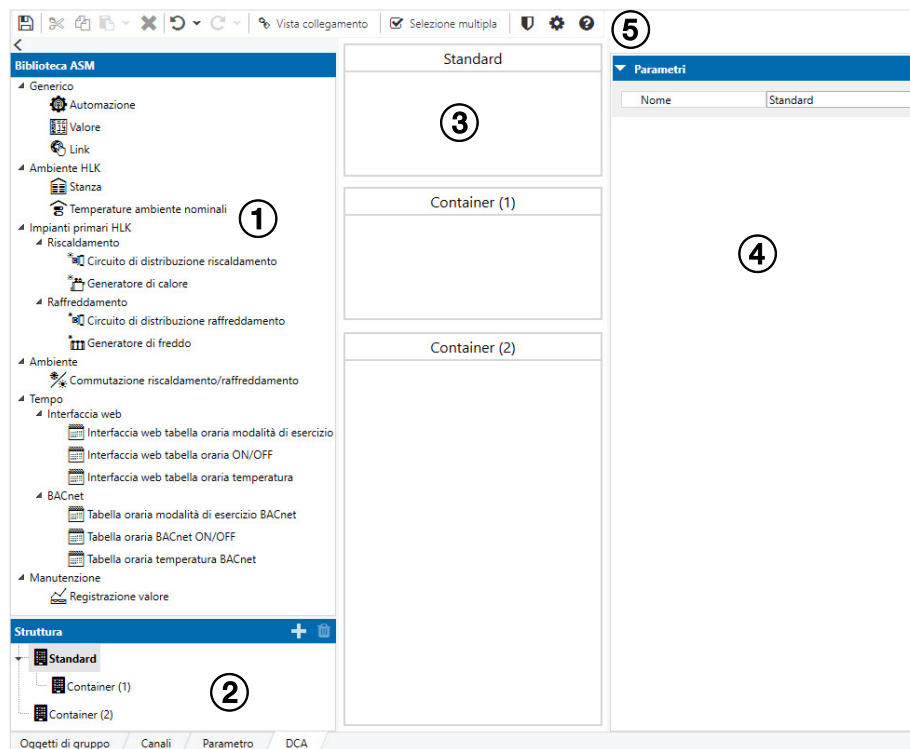 Vista collegamento
Selezione multipla
5
Biblioteca ASM
Generico
Automazione
Valore
Link
Ambiente HLK
Stanza
Temperature ambiente nominali
1
Impianti primari HLK
Riscaldamento
Circuito di distribuzione riscaldamento
Generatore di calore
Raffreddamento
Circuito di distribuzione raffreddamento
Generatore di freddo
Ambiente
Commutazione riscaldamento/raffreddamento
Tempo
Interfaccia web
Interfaccia web tabella oraria modalità di esercizio
Interfaccia web tabella oraria ON/OFF
Interfaccia web tabella oraria temperatura
BACnet
Tabella oraria modalità di esercizio BACnet
Tabella oraria BACnet ON/OFF
Tabella oraria temperatura BACnet
Manutenzione
Registrazione valore
Struttura
Standard
Container (1)
Container (2)
2
Standard
3
Container (1)
Container (2)
Parametri
Nome Standard
4
Oggetti di gruppo Canali Parametro DCA